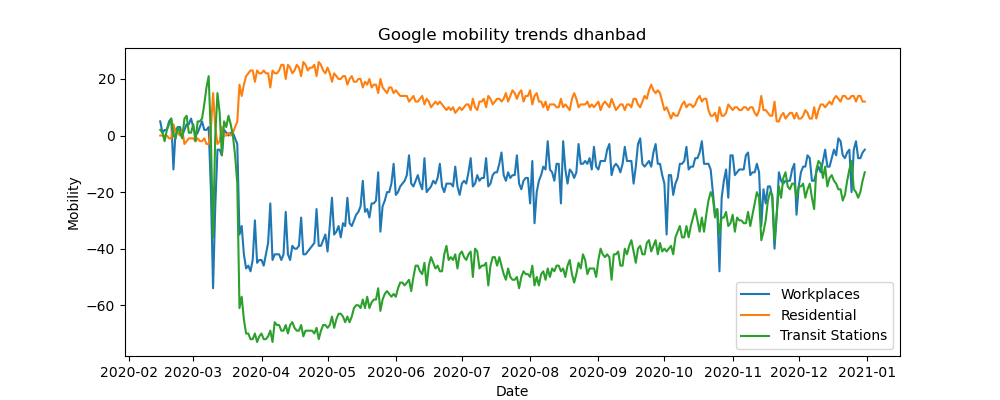 Google mobility trends dhanbad
Mobility
20
0
−20
−40
−60
Workplaces
Residential
Transit Stations
2020-02 2020-03 2020-04 2020-05 2020-06 2020-07 2020-08 2020-09 2020-10 2020-11 2020-12 2021-01
Date